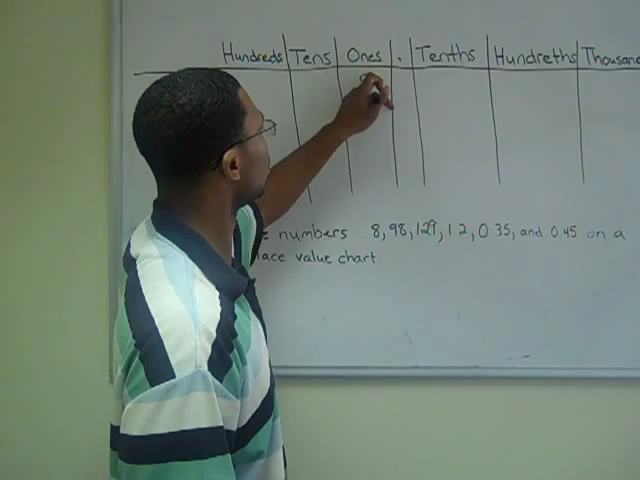 Hundreds Tens Ones . Tenths Hundreths Thousand
numbers: 8, 98, 129, 1 2, 0 35, and 0 45 on a
lace value chart